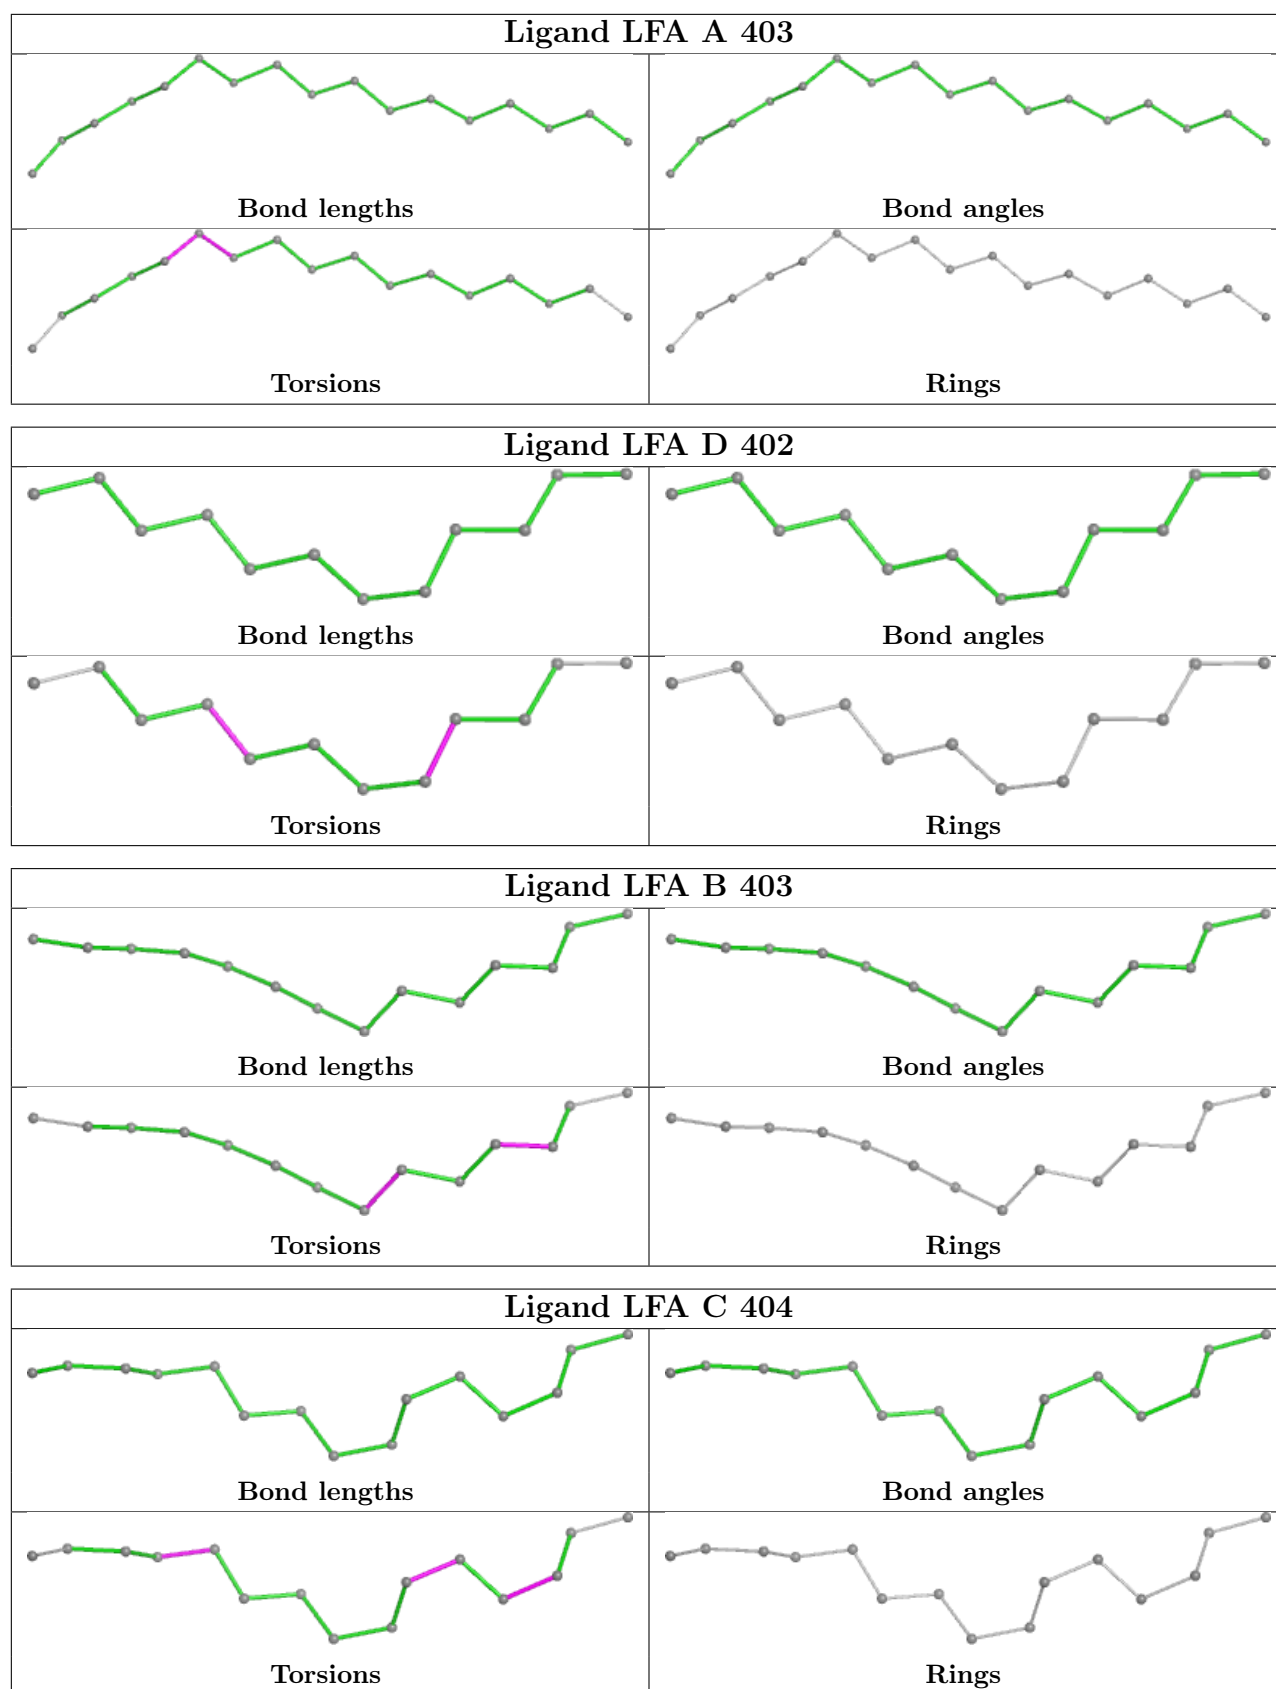 Ligand LFA A 403
Bond lengths
Bond angles
Torsions
Rings
Ligand LFA D 402
Bond lengths
Bond angles
Torsions
Rings
Ligand LFA B 403
Bond lengths
Bond angles
Torsions
Rings
Ligand LFA C 404
Bond lengths
Bond angles
Torsions
Rings